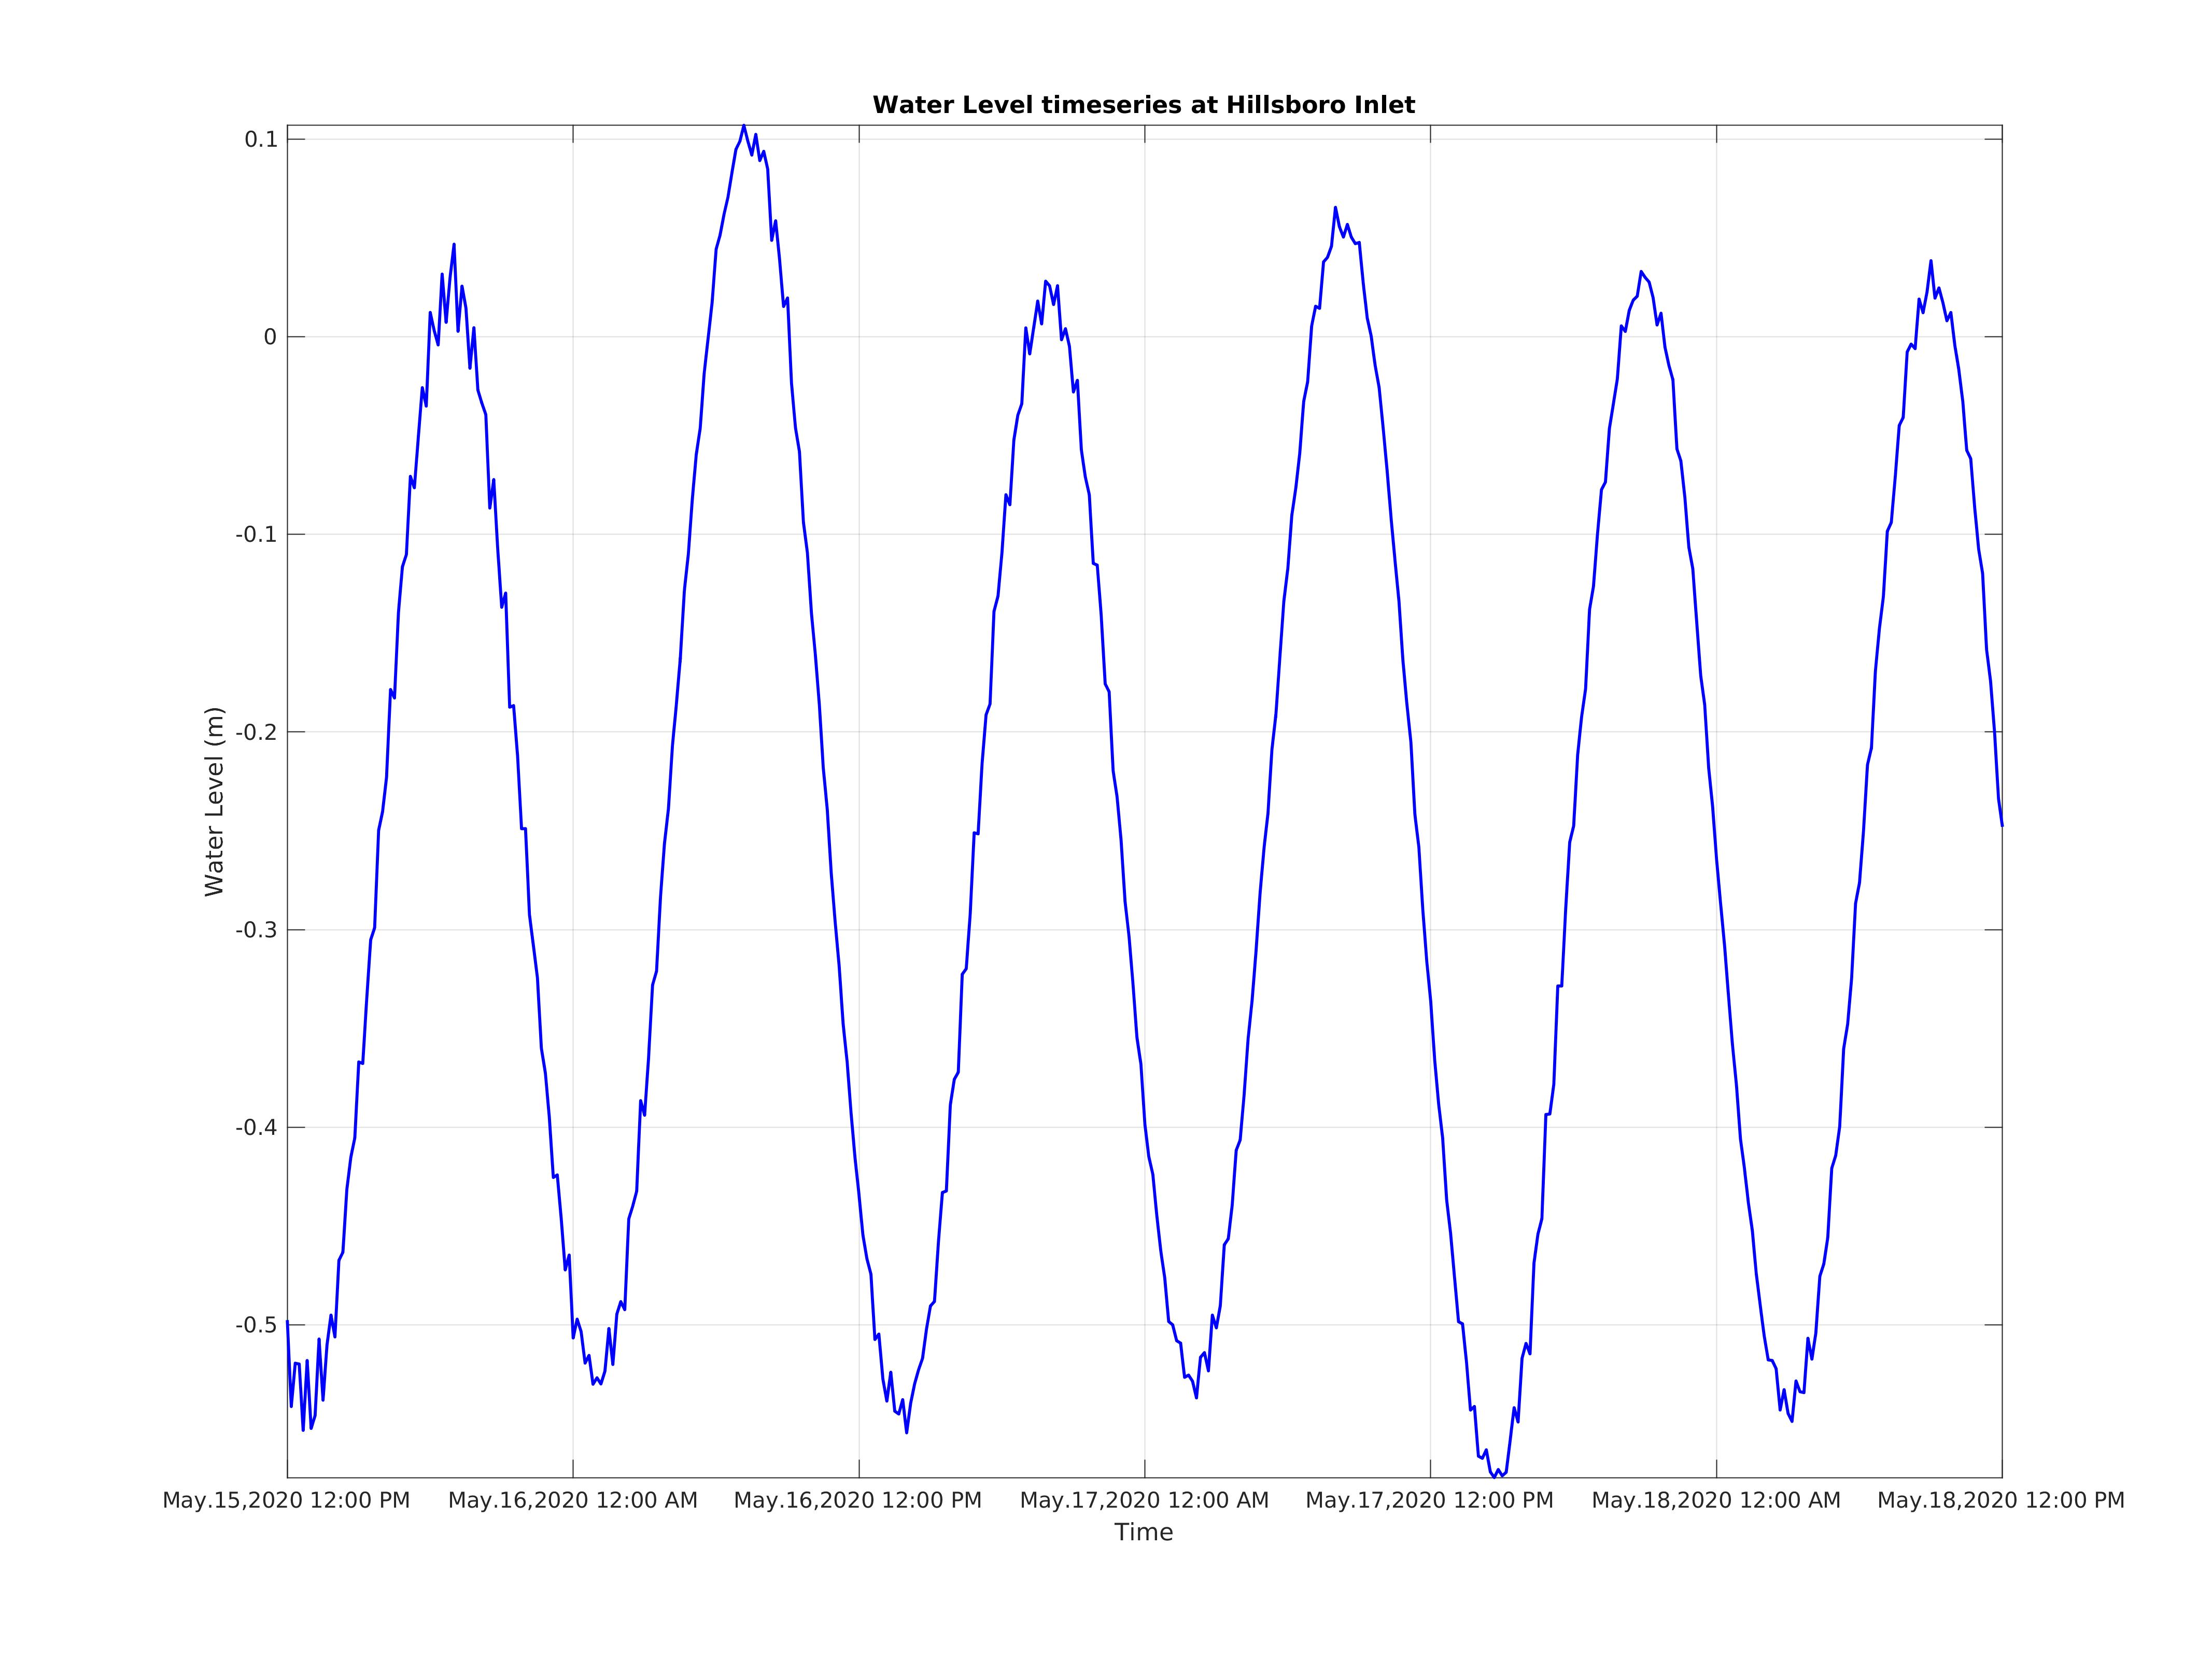 Water Level timeseries at Hillsboro Inlet
0.1
0
-0.1
-0.2
-0.3
-0.4
-0.5
Water Level (m)
May.15,2020 12:00 PM
May.16,2020 12:00 AM
May.16,2020 12:00 PM
May.17,2020 12:00 AM
May.17,2020 12:00 PM
May.18,2020 12:00 AM
May.18,2020 12:00 PM
Time